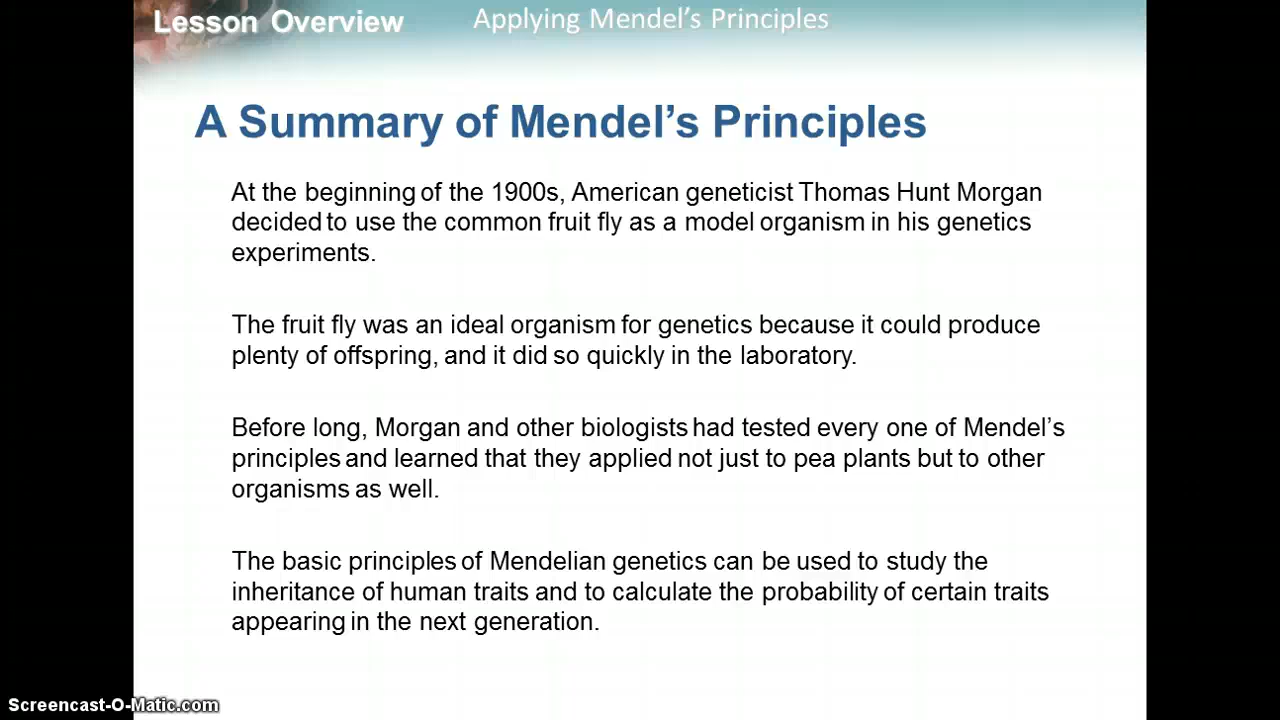 Lesson Overview Applying Mendel's Principles
A Summary of Mendel's Principles
At the beginning of the 1900s, American geneticist Thomas Hunt Morgan
decided to use the common fruit fly as a model organism in his genetics
experiments.
The fruit fly was an ideal organism for genetics because it could produce
plenty of offspring, and it did so quickly in the laboratory.
Before long, Morgan and other biologists had tested every one of Mendel's
principles and learned that they applied not just to pea plants but to other
organisms as well.
The basic principles of Mendelian genetics can be used to study the
inheritance of human traits and to calculate the probability of certain traits
appearing in the next generation.
Screencast-O-Matic.com